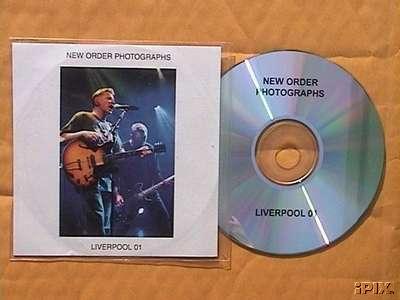 NEW ORDER PHOTOGRAPHS
LIVERPOOL 01
NEW ORDER
PHOTOGRAPHS
LIVERPOOL 01
iPIX